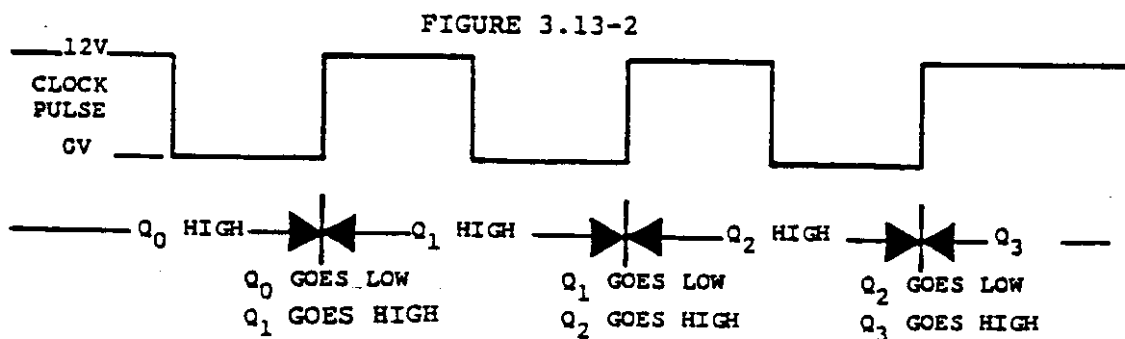 FIGURE 3.13-2
12V
CLOCK
PULSE
0V
Q0 HIGH Q1 HIGH Q2 HIGH Q3
Q0 GOES LOW Q1 GOES LOW Q2 GOES LOW
Q1 GOES HIGH Q2 GOES HIGH Q3 GOES HIGH